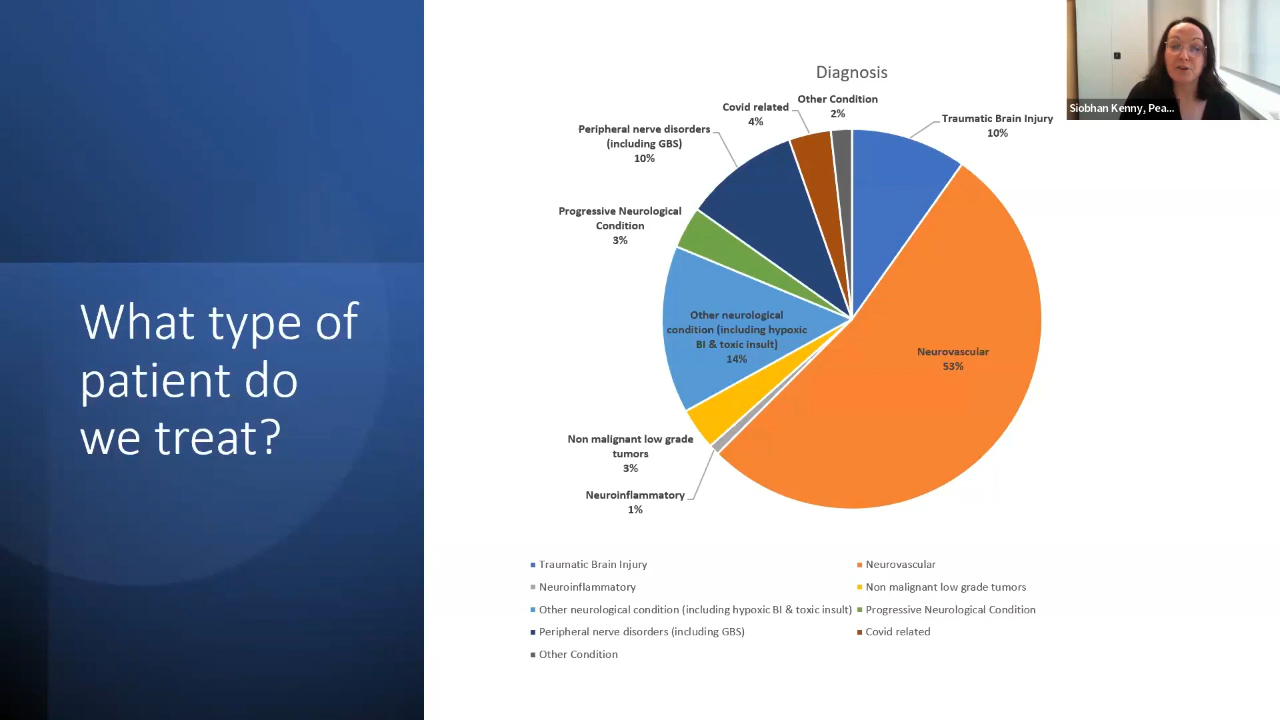 What type of
patient do
we treat?
Diagnosis
Traumatic Brain Injury
10%
Neurovascular
53%
Neuroinflammatory
1%
Non malignant low grade
tumors
3%
Other neurological
condition (including hypoxic
BI & toxic insult)
14%
Progressive Neurological
Condition
3%
Peripheral nerve disorders
(including GBS)
10%
Covid related
4%
Other Condition
2%
Traumatic Brain Injury
Neurovascular
Neuroinflammatory
Non malignant low grade tumors
Other neurological condition (including hypoxic BI & toxic insult)
Progressive Neurological Condition
Peripheral nerve disorders (including GBS)
Covid related
Other Condition
Siobhan Kenny, Pea...